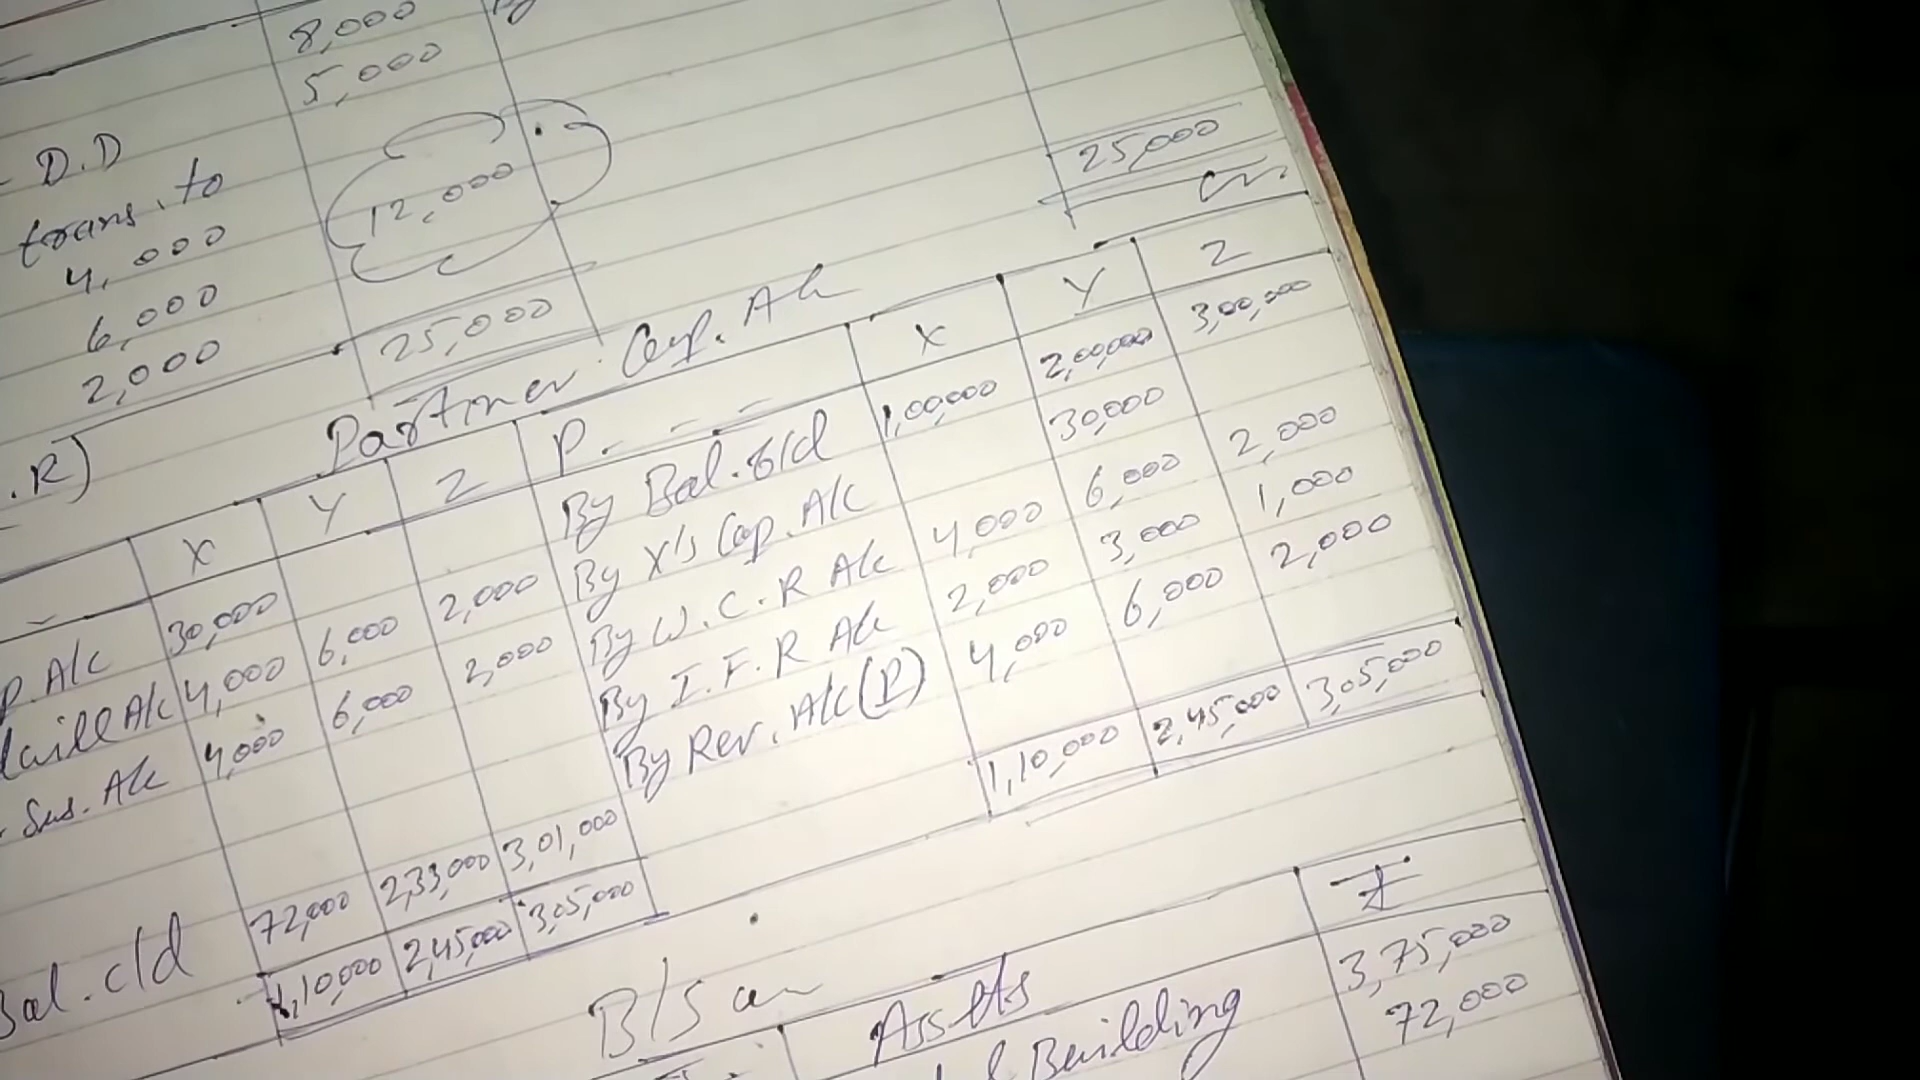 8,000
5,000
- D.D
trans. to
4,000
12,000
6,000
2,000
25,000
25,000
Cr.
.R)
Partner Cap. A/c
X Y Z P. - - - X Y Z
By Bal. b/d 1,00,000 2,00,000 3,00,000
P. A/c 30,000 By X's Cap. A/c 30,000
will A/c 4,000 6,000 2,000 By W.C.R A/c 4,000 6,000 2,000
Sus. A/c 4,000 6,000 2,000 By I.F.R A/c 2,000 3,000 1,000
By Rev. A/c (P) 4,000 6,000 2,000
Bal. c/d 72,000 2,33,000 3,01,000
1,10,000 2,45,000 3,05,000 1,10,000 2,45,000 3,05,000
B/S
Assets ₹
Building 3,75,000
72,000